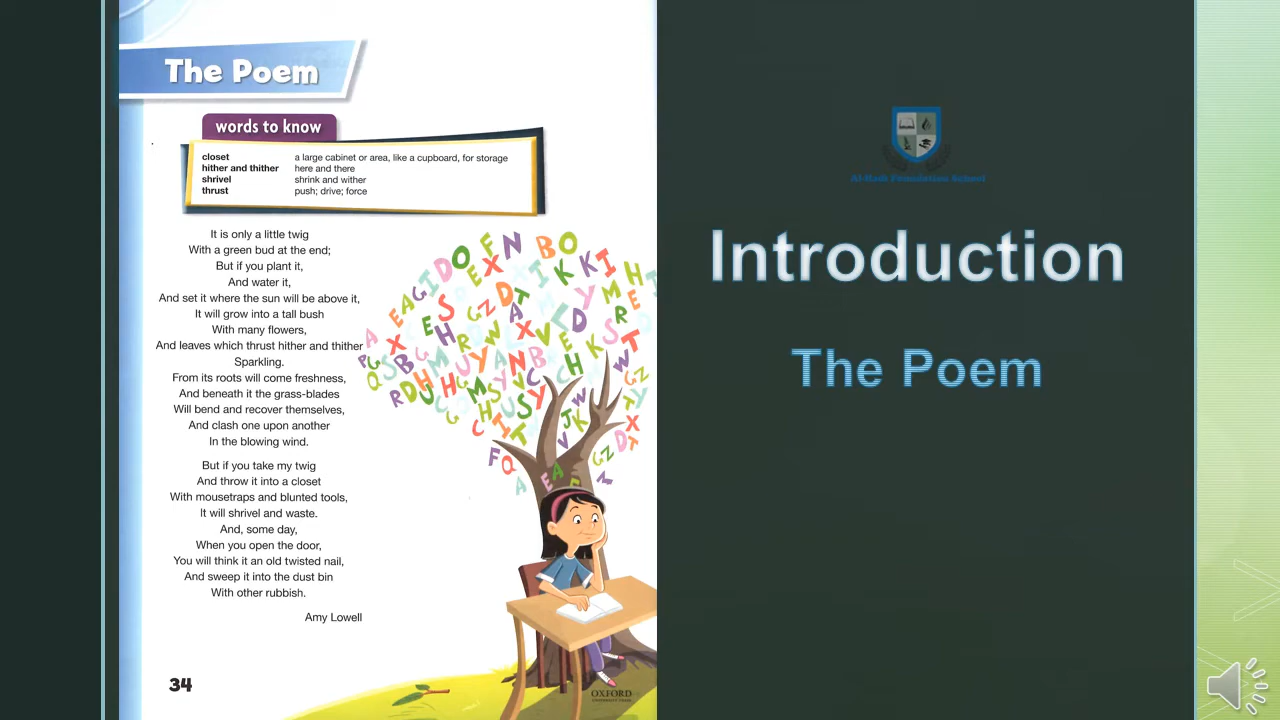 The Poem
words to know
closet a large cabinet or area, like a cupboard, for storage
hither and thither here and there
shrivel shrink and wither
thrust push; drive; force
It is only a little twig
With a green bud at the end;
But if you plant it,
And water it,
And set it where the sun will be above it,
It will grow into a tall bush
With many flowers,
And leaves which thrust hither and thither
Sparkling.
From its roots will come freshness,
And beneath it the grass-blades
Will bend and recover themselves,
And clash one upon another
In the blowing wind.
But if you take my twig
And throw it into a closet
With mousetraps and blunted tools,
It will shrivel and waste.
And, some day,
When you open the door,
You will think it an old twisted nail,
And sweep it into the dust bin
With other rubbish.
Amy Lowell
34
OXFORD
UNIVERSITY PRESS
Al-Hadi Foundation School
Introduction
The Poem